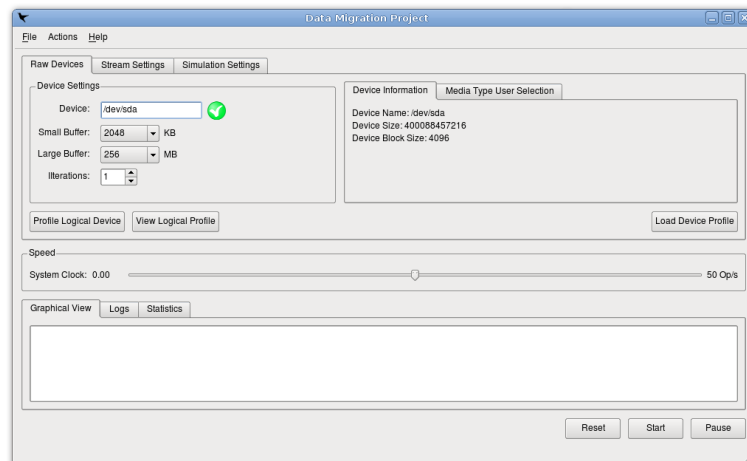 Data Migration Project
File Actions Help
Raw Devices Stream Settings Simulation Settings
Device Settings
Device: /dev/sda
Small Buffer: 2048 KB
Large Buffer: 256 MB
Ilterations: 1
Device Information Media Type User Selection
Device Name: /dev/sda
Device Size: 400088457216
Device Block Size: 4096
Profile Logical Device View Logical Profile Load Device Profile
Speed
System Clock: 0.00 50 Op/s
Graphical View Logs Statistics
Reset Start Pause